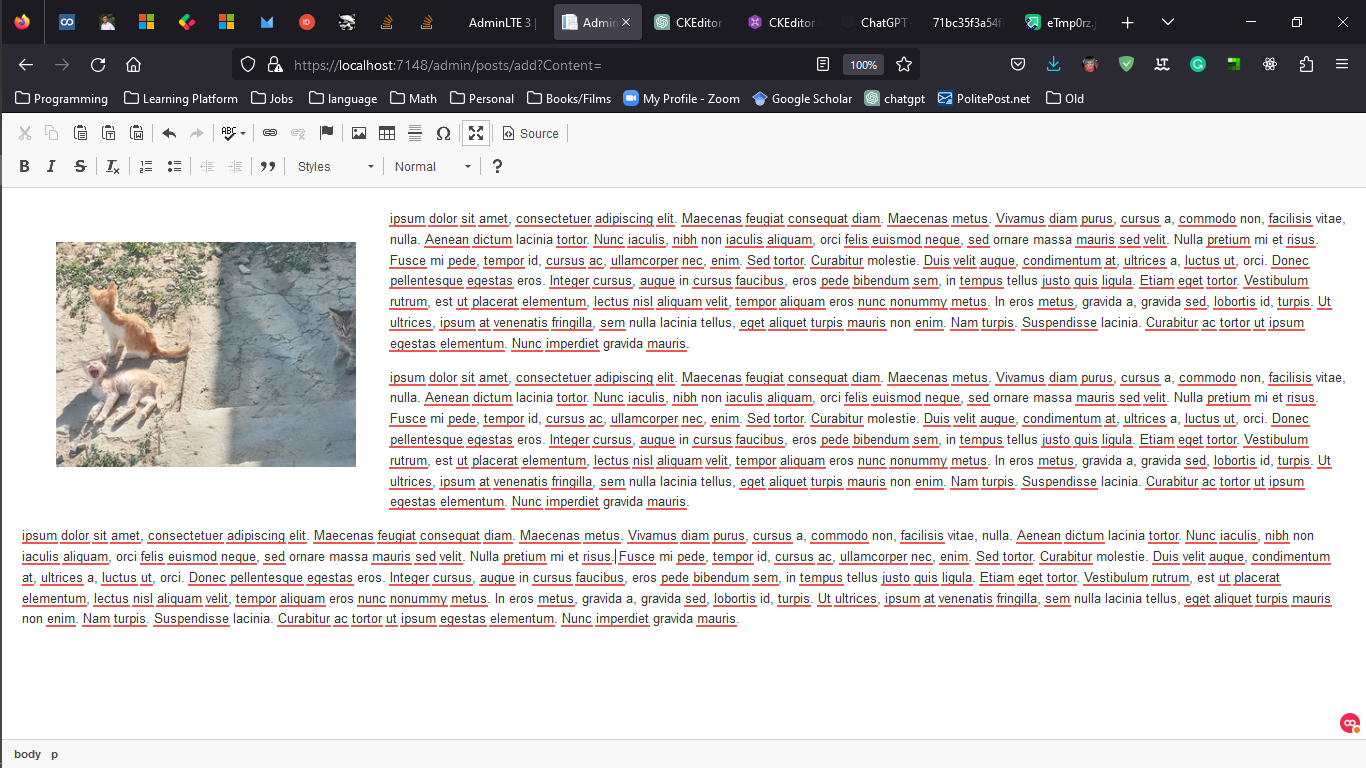 AdminLTE 3 |
Admin
CKEditor
CKEditor
ChatGPT
71bc35f3a54f
eTmp0rz.j
https://localhost:7148/admin/posts/add?Content=
100%
Programming
Learning Platform
Jobs
language
Math
Personal
Books/Films
My Profile - Zoom
Google Scholar
chatgpt
PolitePost.net
Old
ABC
Source
B I S Tx
Styles
Normal
?
ipsum dolor sit amet, consectetuer adipiscing elit. Maecenas feugiat consequat diam. Maecenas metus. Vivamus diam purus, cursus a, commodo non, facilisis vitae,
nulla. Aenean dictum lacinia tortor. Nunc iaculis, nibh non iaculis aliquam, orci felis euismod neque, sed ornare massa mauris sed velit. Nulla pretium mi et risus.
Fusce mi pede, tempor id, cursus ac, ullamcorper nec, enim. Sed tortor. Curabitur molestie. Duis velit augue, condimentum at, ultrices a, luctus ut, orci. Donec
pellentesque egestas eros. Integer cursus, augue in cursus faucibus, eros pede bibendum sem, in tempus tellus justo quis ligula. Etiam eget tortor. Vestibulum
rutrum, est ut placerat elementum, lectus nisl aliquam velit, tempor aliquam eros nunc nonummy metus. In eros metus, gravida a, gravida sed, lobortis id, turpis. Ut
ultrices, ipsum at venenatis fringilla, sem nulla lacinia tellus, eget aliquet turpis mauris non enim. Nam turpis. Suspendisse lacinia. Curabitur ac tortor ut ipsum
egestas elementum. Nunc imperdiet gravida mauris.
ipsum dolor sit amet, consectetuer adipiscing elit. Maecenas feugiat consequat diam. Maecenas metus. Vivamus diam purus, cursus a, commodo non, facilisis vitae,
nulla. Aenean dictum lacinia tortor. Nunc iaculis, nibh non iaculis aliquam, orci felis euismod neque, sed ornare massa mauris sed velit. Nulla pretium mi et risus.
Fusce mi pede, tempor id, cursus ac, ullamcorper nec, enim. Sed tortor. Curabitur molestie. Duis velit augue, condimentum at, ultrices a, luctus ut, orci. Donec
pellentesque egestas eros. Integer cursus, augue in cursus faucibus, eros pede bibendum sem, in tempus tellus justo quis ligula. Etiam eget tortor. Vestibulum
rutrum, est ut placerat elementum, lectus nisl aliquam velit, tempor aliquam eros nunc nonummy metus. In eros metus, gravida a, gravida sed, lobortis id, turpis. Ut
ultrices, ipsum at venenatis fringilla, sem nulla lacinia tellus, eget aliquet turpis mauris non enim. Nam turpis. Suspendisse lacinia. Curabitur ac tortor ut ipsum
egestas elementum. Nunc imperdiet gravida mauris.
ipsum dolor sit amet, consectetuer adipiscing elit. Maecenas feugiat consequat diam. Maecenas metus. Vivamus diam purus, cursus a, commodo non, facilisis vitae, nulla. Aenean dictum lacinia tortor. Nunc iaculis, nibh non
iaculis aliquam, orci felis euismod neque, sed ornare massa mauris sed velit. Nulla pretium mi et risus. Fusce mi pede, tempor id, cursus ac, ullamcorper nec, enim. Sed tortor. Curabitur molestie. Duis velit augue, condimentum
at, ultrices a, luctus ut, orci. Donec pellentesque egestas eros. Integer cursus, augue in cursus faucibus, eros pede bibendum sem, in tempus tellus justo quis ligula. Etiam eget tortor. Vestibulum rutrum, est ut placerat
elementum, lectus nisl aliquam velit, tempor aliquam eros nunc nonummy metus. In eros metus, gravida a, gravida sed, lobortis id, turpis. Ut ultrices, ipsum at venenatis fringilla, sem nulla lacinia tellus, eget aliquet turpis mauris
non enim. Nam turpis. Suspendisse lacinia. Curabitur ac tortor ut ipsum egestas elementum. Nunc imperdiet gravida mauris.
body p